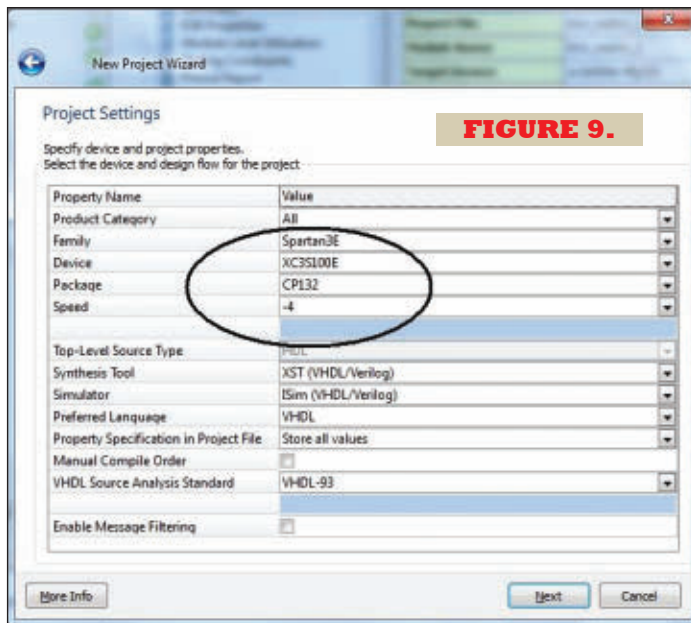 New Project Wizard
Project Settings
FIGURE 9.
Specify device and project properties.
Select the device and design flow for the project
Property Name Value
Product Category All
Family Spartan3E
Device XC3S100E
Package CP132
Speed -4
Top-Level Source Type HDL
Synthesis Tool XST (VHDL/Verilog)
Simulator ISim (VHDL/Verilog)
Preferred Language VHDL
Property Specification in Project File Store all values
Manual Compile Order
VHDL Source Analysis Standard VHDL-93
Enable Message Filtering
More Info Next Cancel